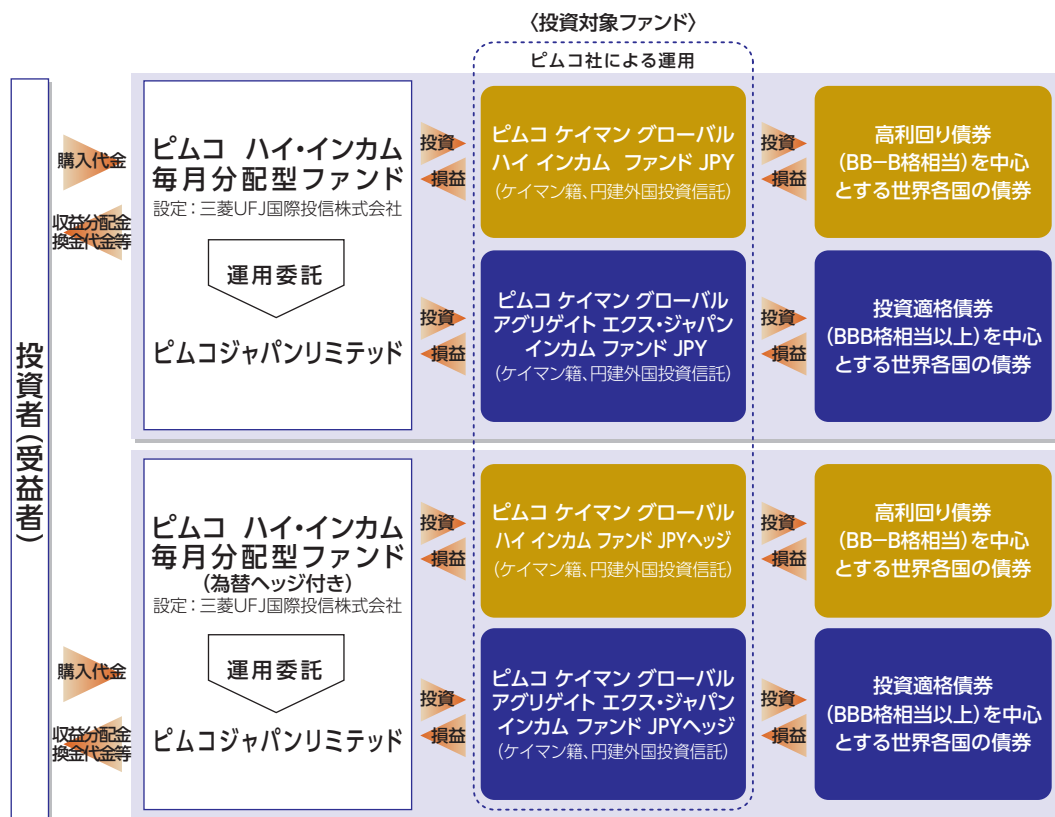 〈投資対象ファンド〉
ピムコ社による運用
投資者(受益者)
購入代金
収益分配金
換金代金等
ピムコ ハイ・インカム
毎月分配型ファンド
設定：三菱UFJ国際投信株式会社
運用委託
ピムコジャパンリミテッド
投資
損益
ピムコ ケイマン グローバル
ハイ インカム ファンド JPY
(ケイマン籍、円建外国投資信託)
投資
損益
高利回り債券
(BB－B格相当)を中心
とする世界各国の債券
投資
損益
ピムコ ケイマン グローバル
アグリゲイト エクス・ジャパン
インカム ファンド JPY
(ケイマン籍、円建外国投資信託)
投資
損益
投資適格債券
(BBB格相当以上)を中心
とする世界各国の債券
購入代金
収益分配金
換金代金等
ピムコ ハイ・インカム
毎月分配型ファンド
(為替ヘッジ付き)
設定：三菱UFJ国際投信株式会社
運用委託
ピムコジャパンリミテッド
投資
損益
ピムコ ケイマン グローバル
ハイ インカム ファンド JPYヘッジ
(ケイマン籍、円建外国投資信託)
投資
損益
高利回り債券
(BB－B格相当)を中心
とする世界各国の債券
投資
損益
ピムコ ケイマン グローバル
アグリゲイト エクス・ジャパン
インカム ファンド JPYヘッジ
(ケイマン籍、円建外国投資信託)
投資
損益
投資適格債券
(BBB格相当以上)を中心
とする世界各国の債券